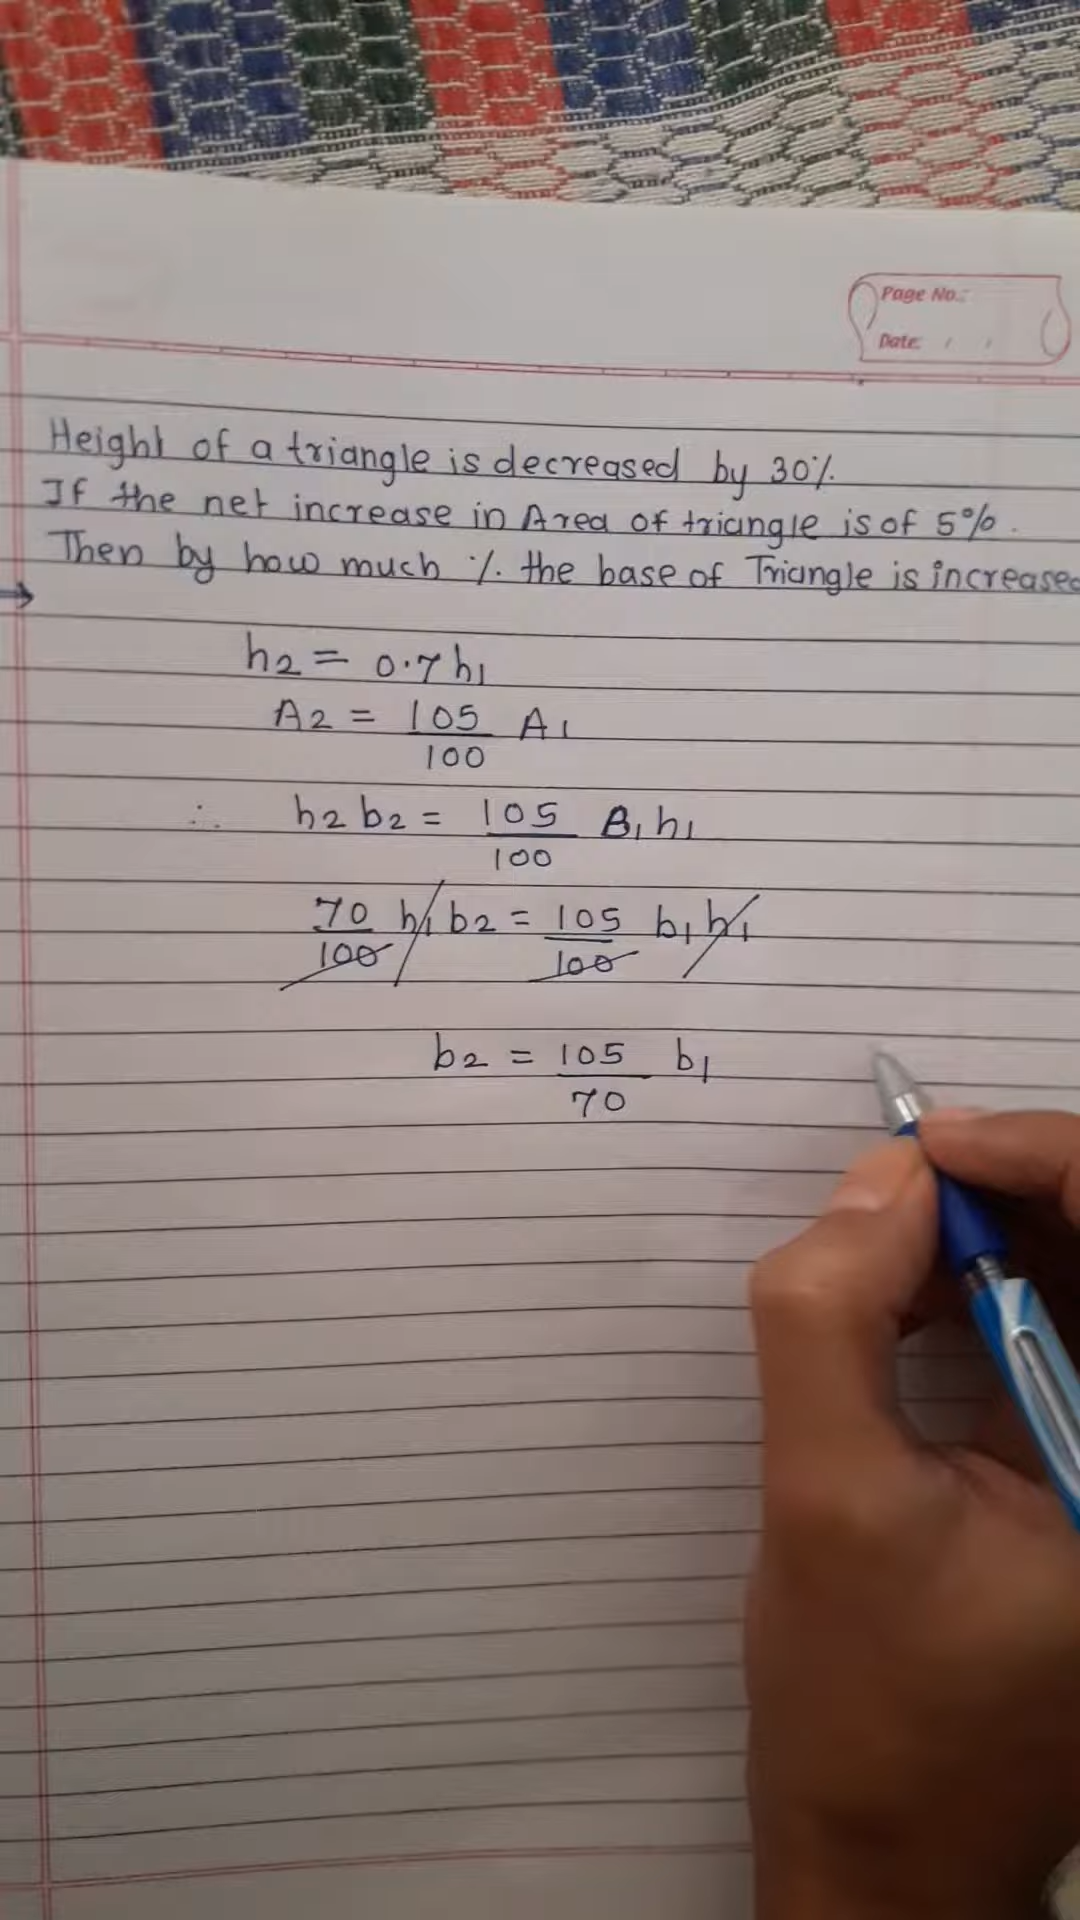 Page No.:
Date: / /
Height of a triangle is decreased by 30%.
If the net increase in Area of triangle is of 5%.
Then by how much % the base of Triangle is increased
→
h2 = 0.7 h1
A2 = 105/100 A1
∴ h2 b2 = 105/100 B1 h1
70/100 h1 b2 = 105/100 b1 h1
b2 = 105/70 b1